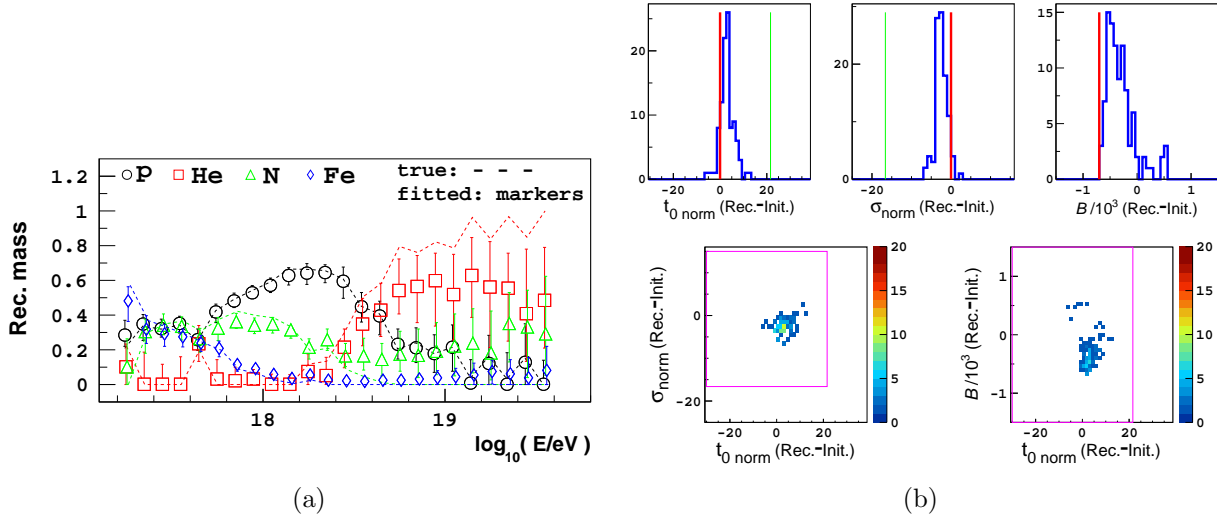 p He N Fe
true: - - -
fitted: markers
Rec. mass
1.2
1
0.8
0.6
0.4
0.2
0
18 19
log10( E/eV )
(a)
20
10
0
−20 0 20
t0 norm (Rec.−Init.)
20
0
−20 0
σnorm (Rec.−Init.)
15
10
5
0
−1 0 1
B/10^3 (Rec.−Init.)
σnorm (Rec.−Init.)
0
−20
−20 0 20
t0 norm (Rec.−Init.)
20
15
10
5
0
B/10^3 (Rec.−Init.)
1
0
−1
−20 0 20
t0 norm (Rec.−Init.)
20
15
10
5
0
(b)